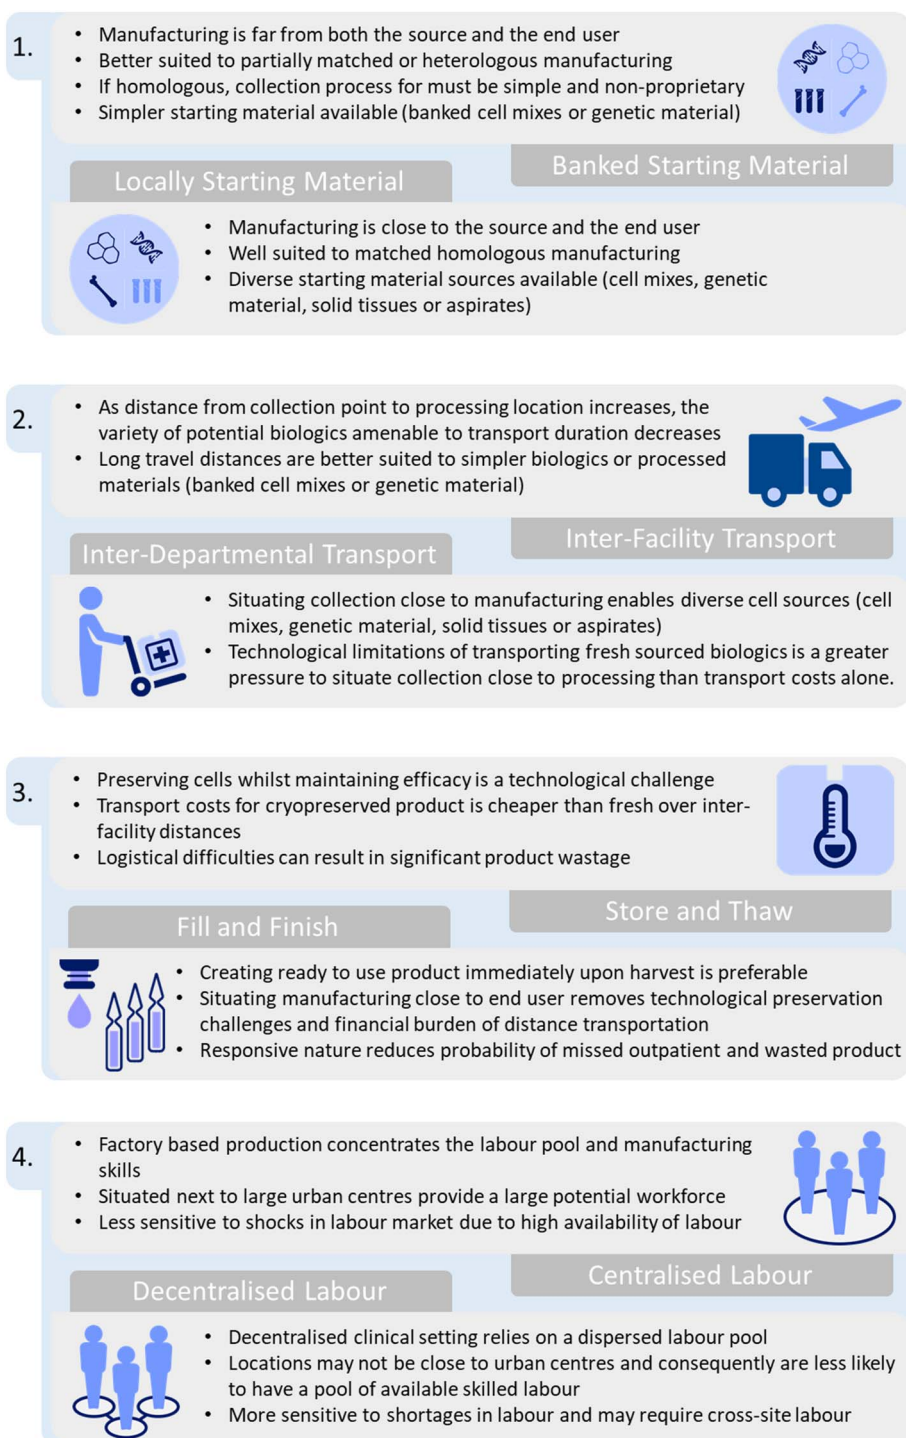 1.
• Manufacturing is far from both the source and the end user
• Better suited to partially matched or heterologous manufacturing
• If homologous, collection process for must be simple and non-proprietary
• Simpler starting material available (banked cell mixes or genetic material)
Banked Starting Material
Locally Starting Material
• Manufacturing is close to the source and the end user
• Well suited to matched homologous manufacturing
• Diverse starting material sources available (cell mixes, genetic
material, solid tissues or aspirates)
2.
• As distance from collection point to processing location increases, the
variety of potential biologics amenable to transport duration decreases
• Long travel distances are better suited to simpler biologics or processed
materials (banked cell mixes or genetic material)
Inter-Facility Transport
Inter-Departmental Transport
• Situating collection close to manufacturing enables diverse cell sources (cell
mixes, genetic material, solid tissues or aspirates)
• Technological limitations of transporting fresh sourced biologics is a greater
pressure to situate collection close to processing than transport costs alone.
3.
• Preserving cells whilst maintaining efficacy is a technological challenge
• Transport costs for cryopreserved product is cheaper than fresh over inter-
facility distances
• Logistical difficulties can result in significant product wastage
Store and Thaw
Fill and Finish
• Creating ready to use product immediately upon harvest is preferable
• Situating manufacturing close to end user removes technological preservation
challenges and financial burden of distance transportation
• Responsive nature reduces probability of missed outpatient and wasted product
4.
• Factory based production concentrates the labour pool and manufacturing
skills
• Situated next to large urban centres provide a large potential workforce
• Less sensitive to shocks in labour market due to high availability of labour
Centralised Labour
Decentralised Labour
• Decentralised clinical setting relies on a dispersed labour pool
• Locations may not be close to urban centres and consequently are less likely
to have a pool of available skilled labour
• More sensitive to shortages in labour and may require cross-site labour